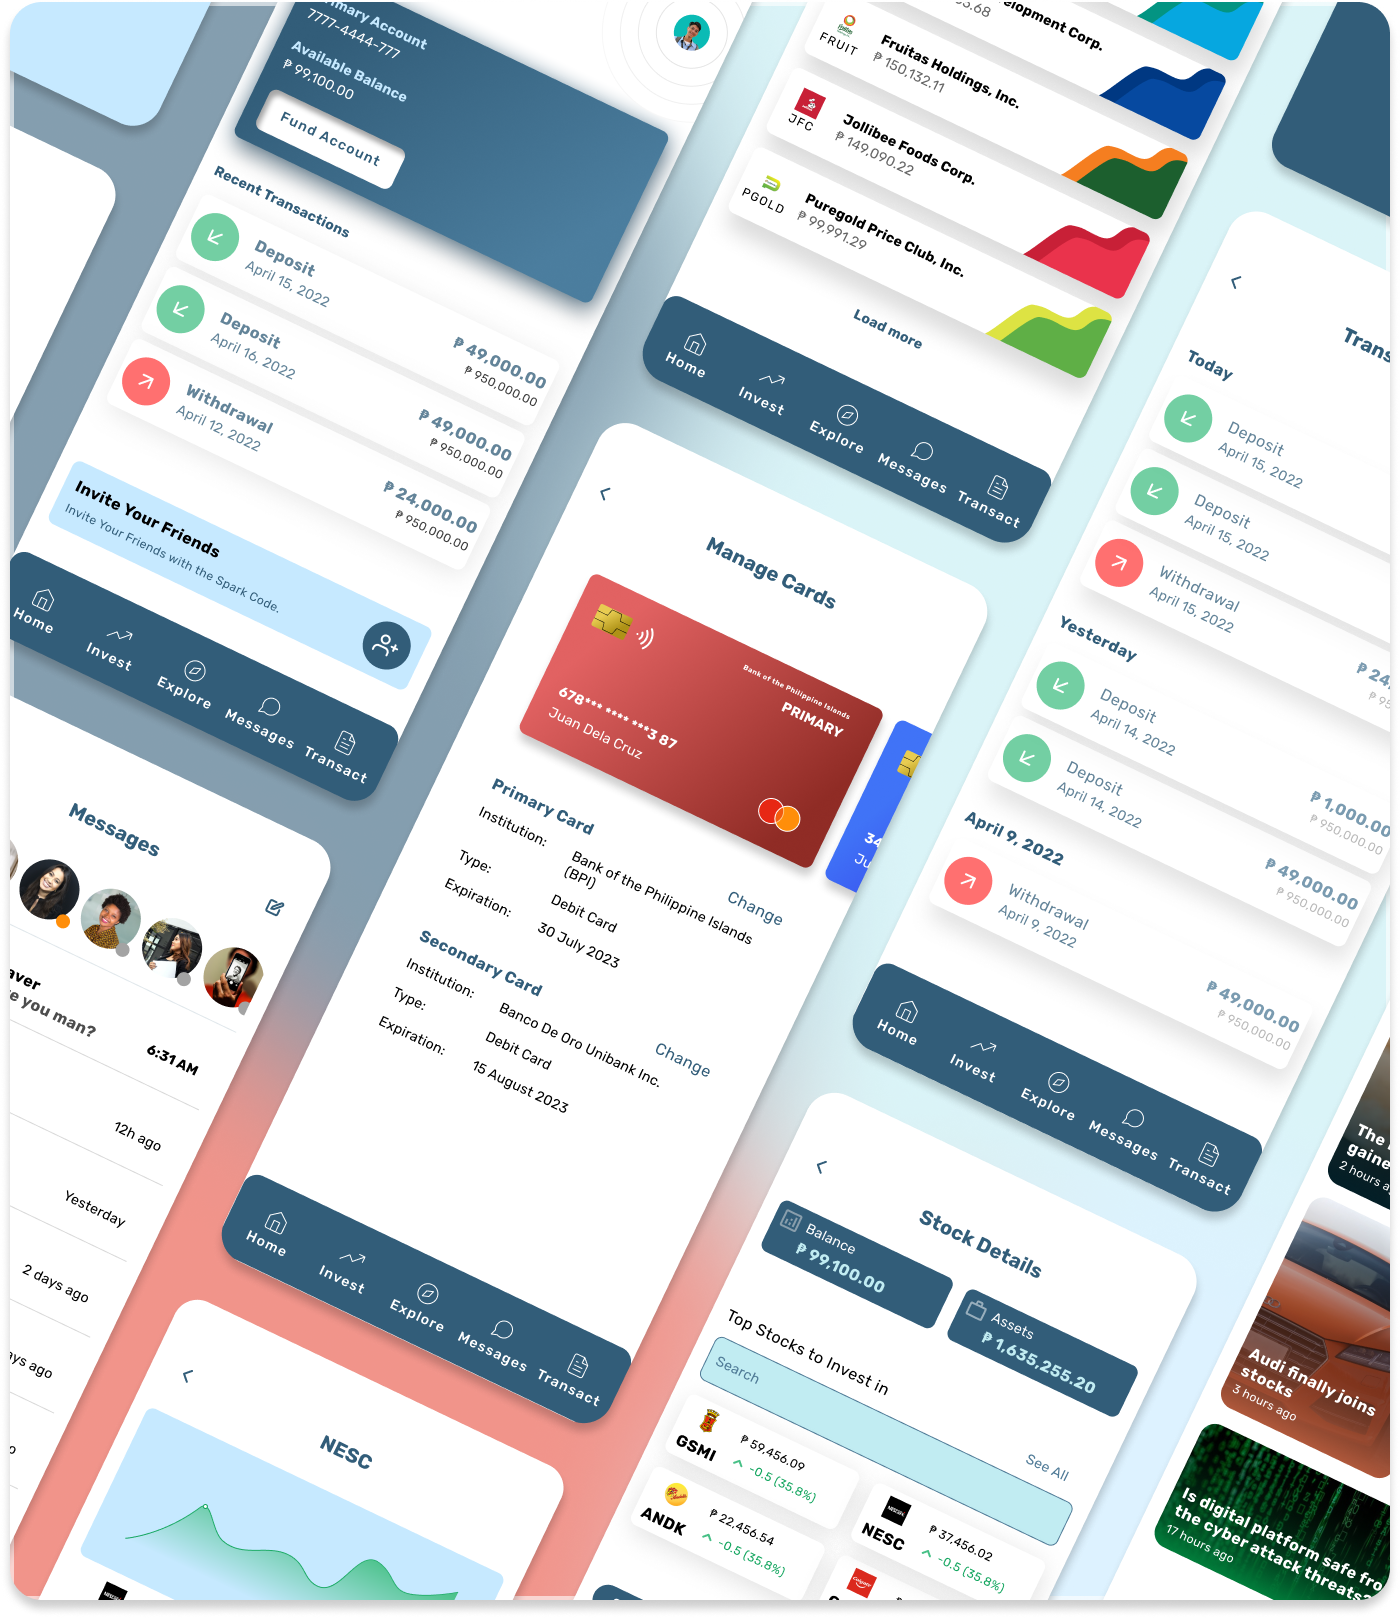 Primary Account
7777-4444-777
Available Balance
₱ 99,100.00
Fund Account
Recent Transactions
Deposit
April 15, 2022
₱ 49,000.00
₱ 950,000.00
Deposit
April 16, 2022
₱ 49,000.00
₱ 950,000.00
Withdrawal
April 12, 2022
₱ 24,000.00
₱ 950,000.00
Invite Your Friends
Invite Your Friends with the Spark Code.
Home
Invest
Explore
Messages
Transact
elopment Corp.
FRUIT
Fruitas Holdings, Inc.
₱ 150,132.11
JFC
Jollibee Foods Corp.
₱ 149,090.22
PGOLD
Puregold Price Club, Inc.
₱ 99,991.29
Load more
Home
Invest
Explore
Messages
Transact
Trans
Today
Deposit
April 15, 2022
Deposit
April 15, 2022
Withdrawal
April 15, 2022
₱ 24,
₱ 95
Yesterday
Deposit
April 14, 2022
₱ 1,000.00
₱ 950,000.00
Deposit
April 14, 2022
₱ 49,000.00
₱ 950,000.00
April 9, 2022
Withdrawal
April 9, 2022
₱ 49,000.00
₱ 950,000.00
Home
Invest
Explore
Messages
Transact
Manage Cards
Bank of the Philippine Islands
PRIMARY
678*** **** ***3 87
Juan Dela Cruz
34
Ju
Primary Card
Institution:
Bank of the Philippine Islands
(BPI)
Change
Type:
Debit Card
Expiration:
30 July 2023
Secondary Card
Institution:
Banco De Oro Unibank Inc.
Change
Type:
Debit Card
Expiration:
15 August 2023
Home
Invest
Explore
Messages
Transact
Messages
aver
e you man?
6:31 AM
12h ago
Yesterday
2 days ago
ays ago
o
NESC
Stock Details
Balance
₱ 99,100.00
Assets
₱ 1,635,255.20
Top Stocks to Invest in
Search
See All
GSMI
₱ 59,456.09
-0.5 (35.8%)
NESC
₱ 37,456.02
-0.5 (35.8%)
ANDK
₱ 22,456.54
-0.5 (35.8%)
The
gaine
2 hours a
Audi finally joins
stocks
3 hours ago
Is digital platform safe fro
the cyber attack threats?
17 hours ago